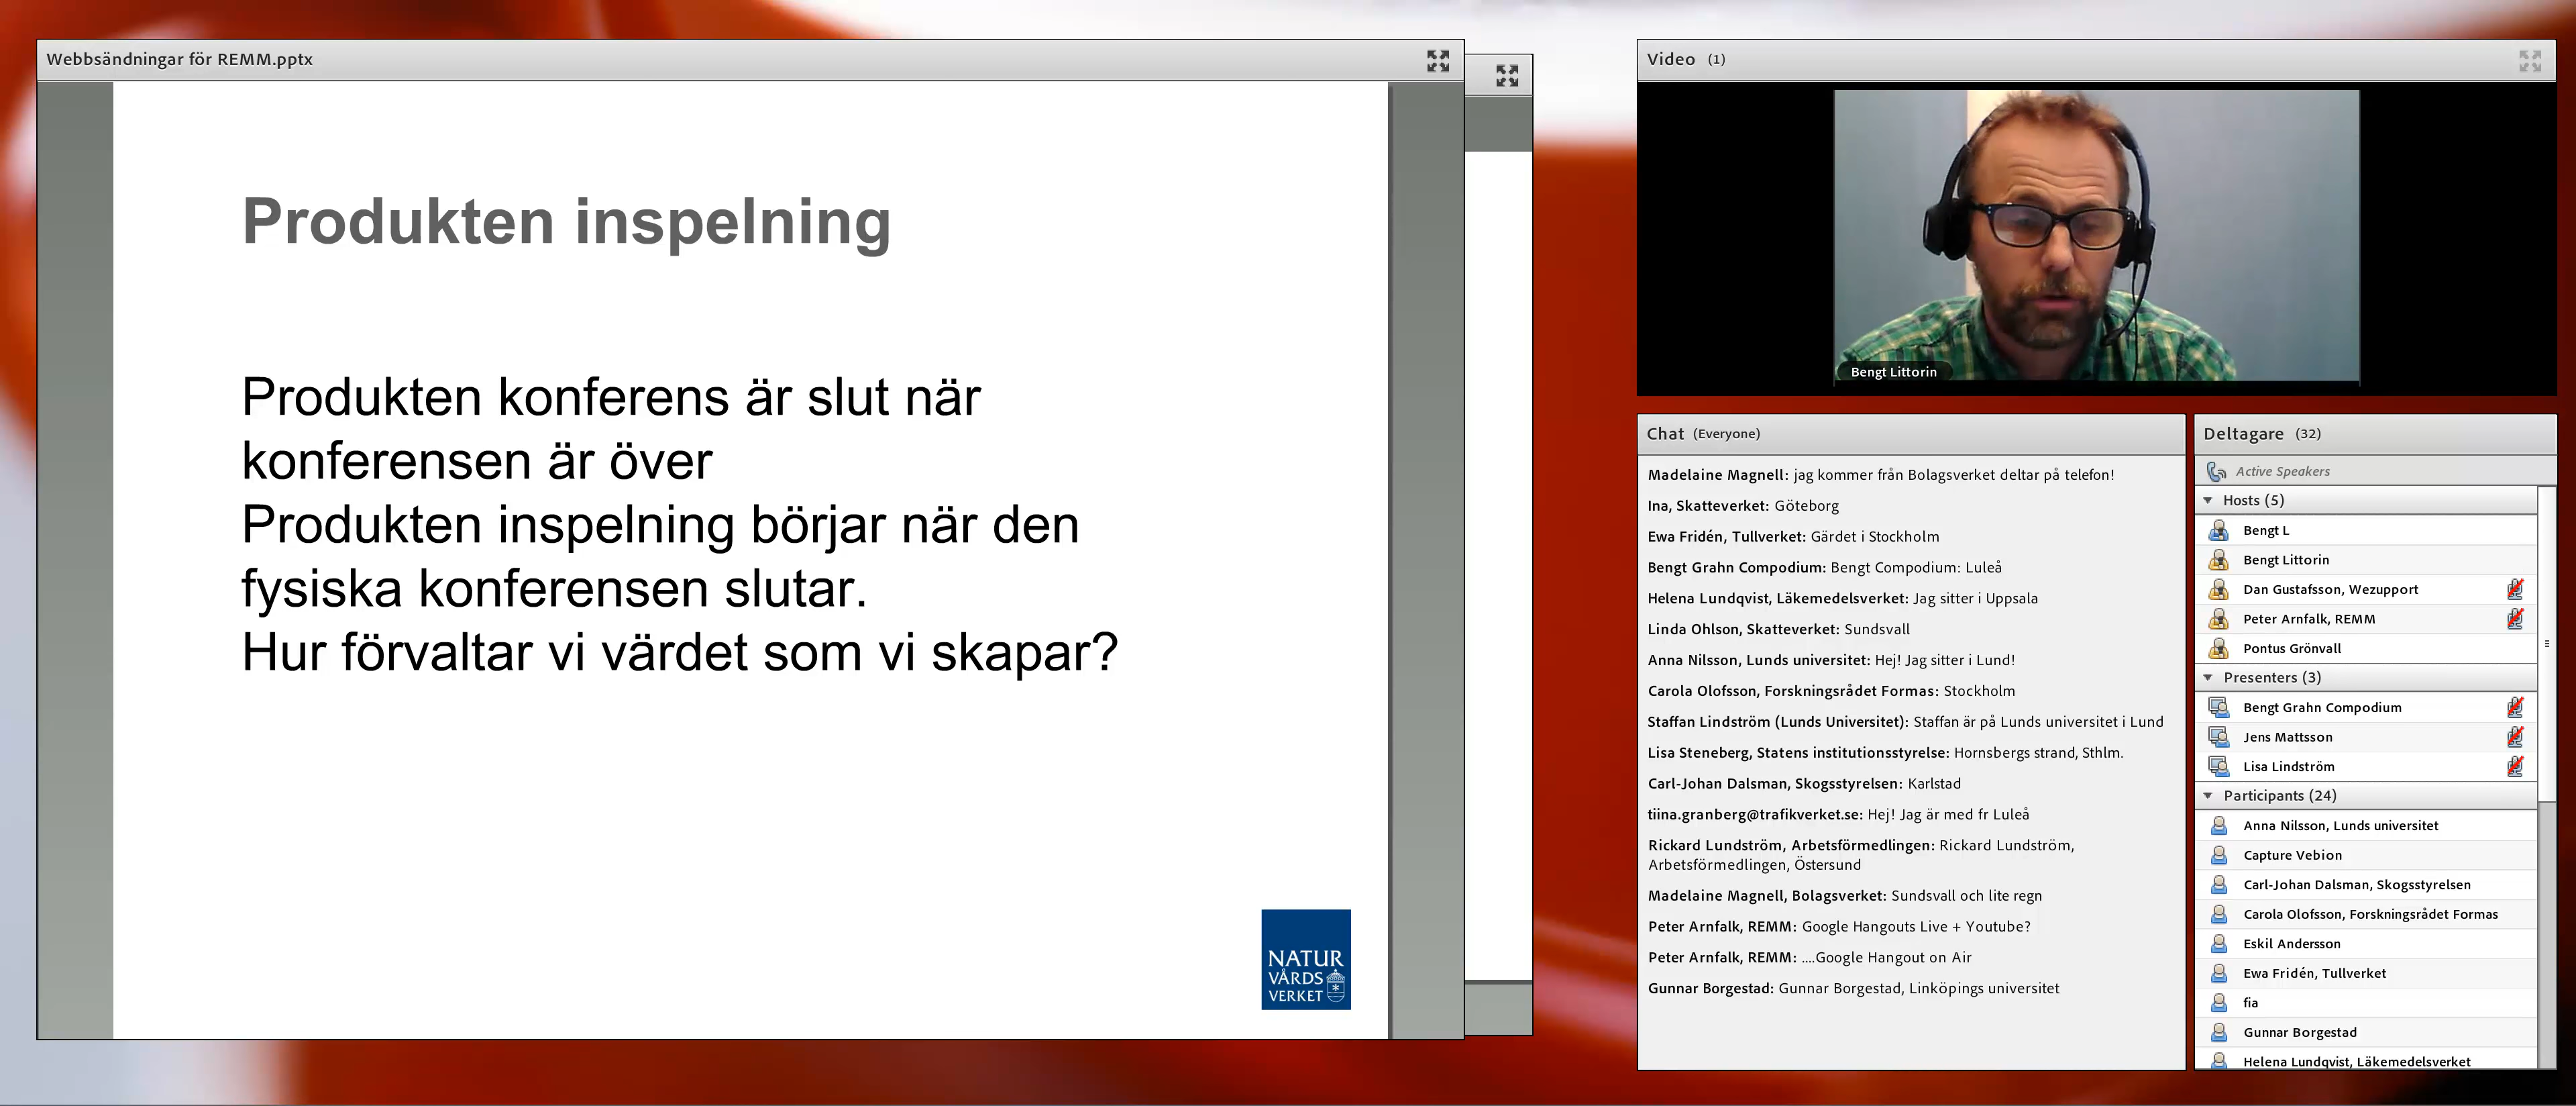 Webbsändningar för REMM.pptx
Produkten inspelning
Produkten konferens är slut när
konferensen är över
Produkten inspelning börjar när den
fysiska konferensen slutar.
Hur förvaltar vi värdet som vi skapar?
NATUR
VÅRDS
VERKET
Video (1)
Bengt Littorin
Chat (Everyone)
Madelaine Magnell: jag kommer från Bolagsverket deltar på telefon!
Ina, Skatteverket: Göteborg
Ewa Fridén, Tullverket: Gärdet i Stockholm
Bengt Grahn Compodium: Bengt Compodium: Luleå
Helena Lundqvist, Läkemedelsverket: Jag sitter i Uppsala
Linda Ohlson, Skatteverket: Sundsvall
Anna Nilsson, Lunds universitet: Hej! Jag sitter i Lund!
Carola Olofsson, Forskningsrådet Formas: Stockholm
Staffan Lindström (Lunds Universitet): Staffan är på Lunds universitet i Lund
Lisa Steneberg, Statens institutionsstyrelse: Hornsbergs strand, Sthlm.
Carl-Johan Dalsman, Skogsstyrelsen: Karlstad
tiina.granberg@trafikverket.se: Hej! Jag är med fr Luleå
Rickard Lundström, Arbetsförmedlingen: Rickard Lundström,
Arbetsförmedlingen, Östersund
Madelaine Magnell, Bolagsverket: Sundsvall och lite regn
Peter Arnfalk, REMM: Google Hangouts Live + Youtube?
Peter Arnfalk, REMM: ....Google Hangout on Air
Gunnar Borgestad: Gunnar Borgestad, Linköpings universitet
Deltagare (32)
Active Speakers
Hosts (5)
Bengt L
Bengt Littorin
Dan Gustafsson, Wezupport
Peter Arnfalk, REMM
Pontus Grönvall
Presenters (3)
Bengt Grahn Compodium
Jens Mattsson
Lisa Lindström
Participants (24)
Anna Nilsson, Lunds universitet
Capture Vebion
Carl-Johan Dalsman, Skogsstyrelsen
Carola Olofsson, Forskningsrådet Formas
Eskil Andersson
Ewa Fridén, Tullverket
fia
Gunnar Borgestad
Helena Lundqvist, Läkemedelsverket